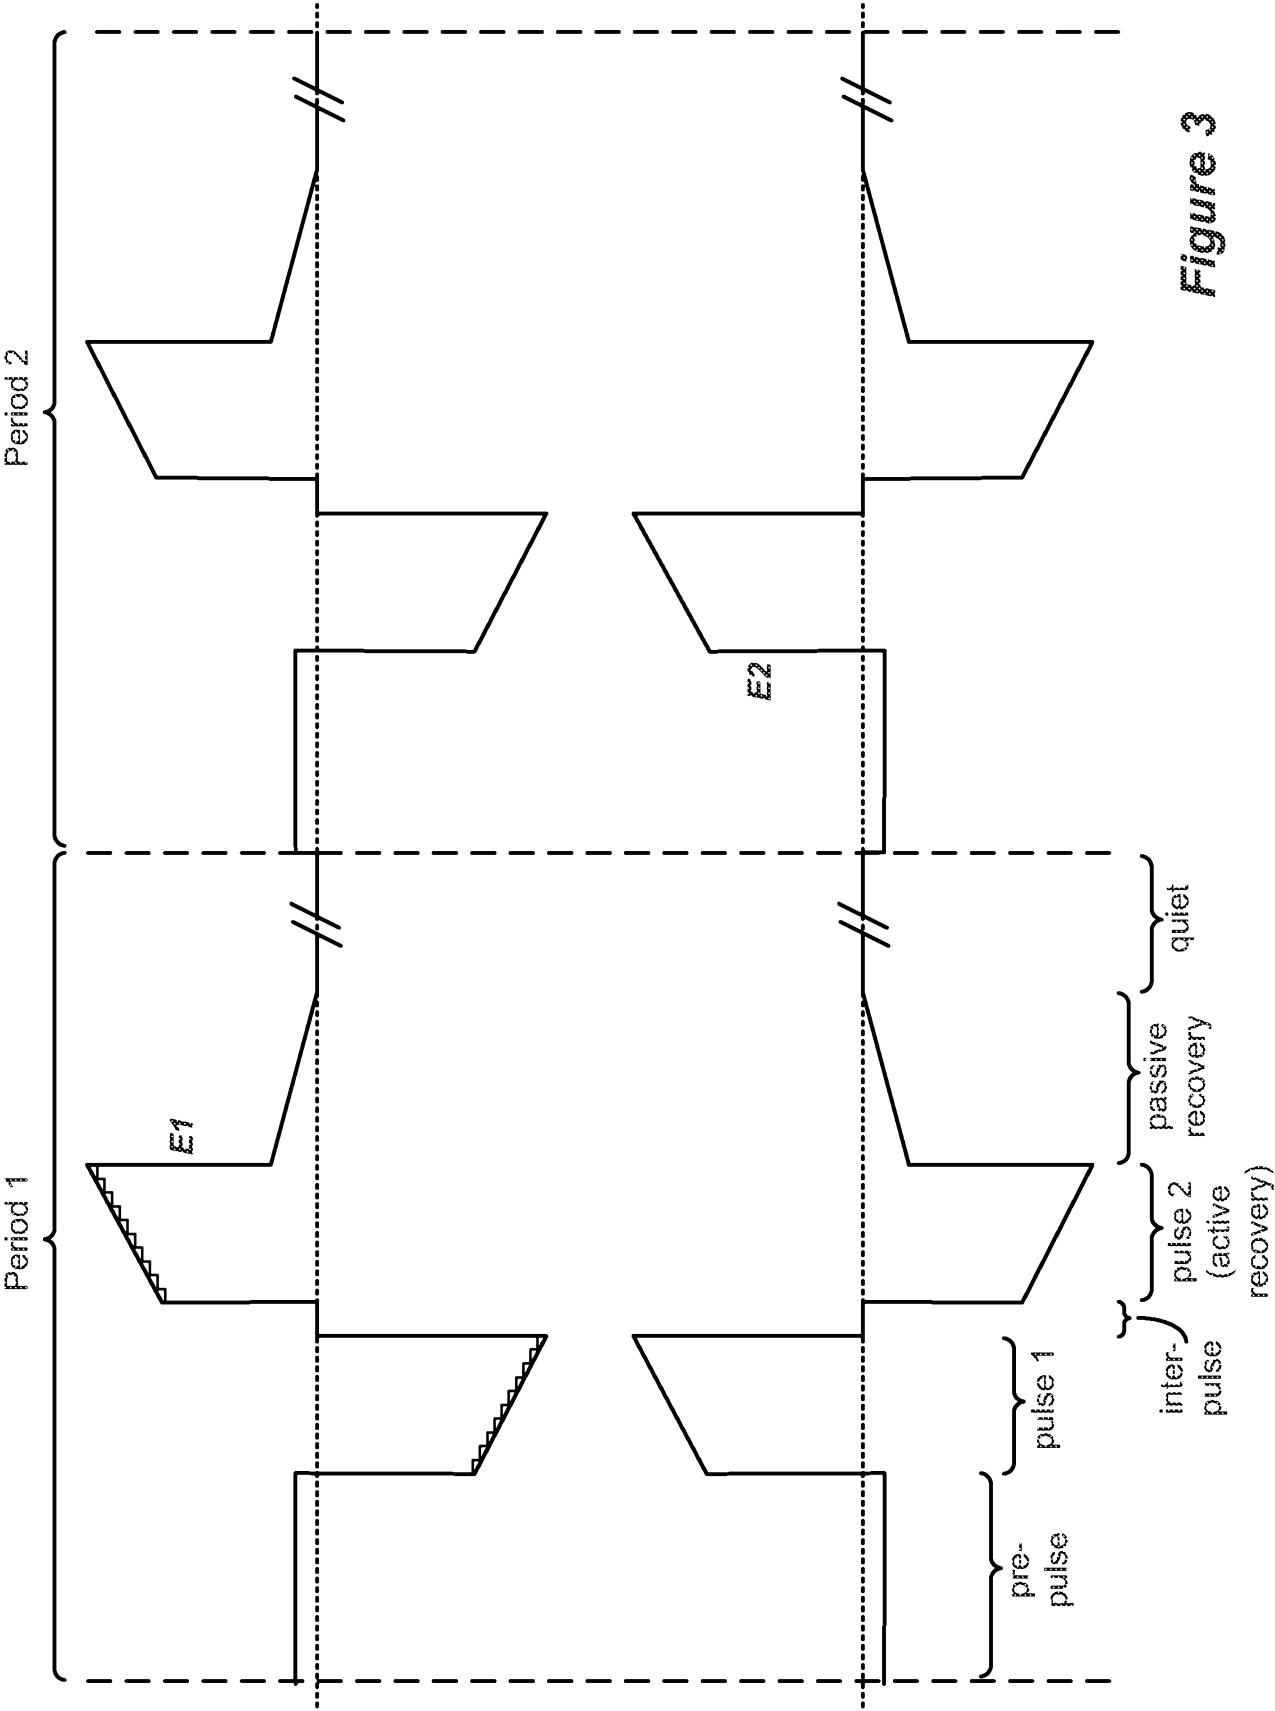 Period 1
Period 2
E1
E2
pre-
pulse
pulse 1
inter-
pulse
pulse 2
(active
recovery)
passive
recovery
quiet
Figure 3